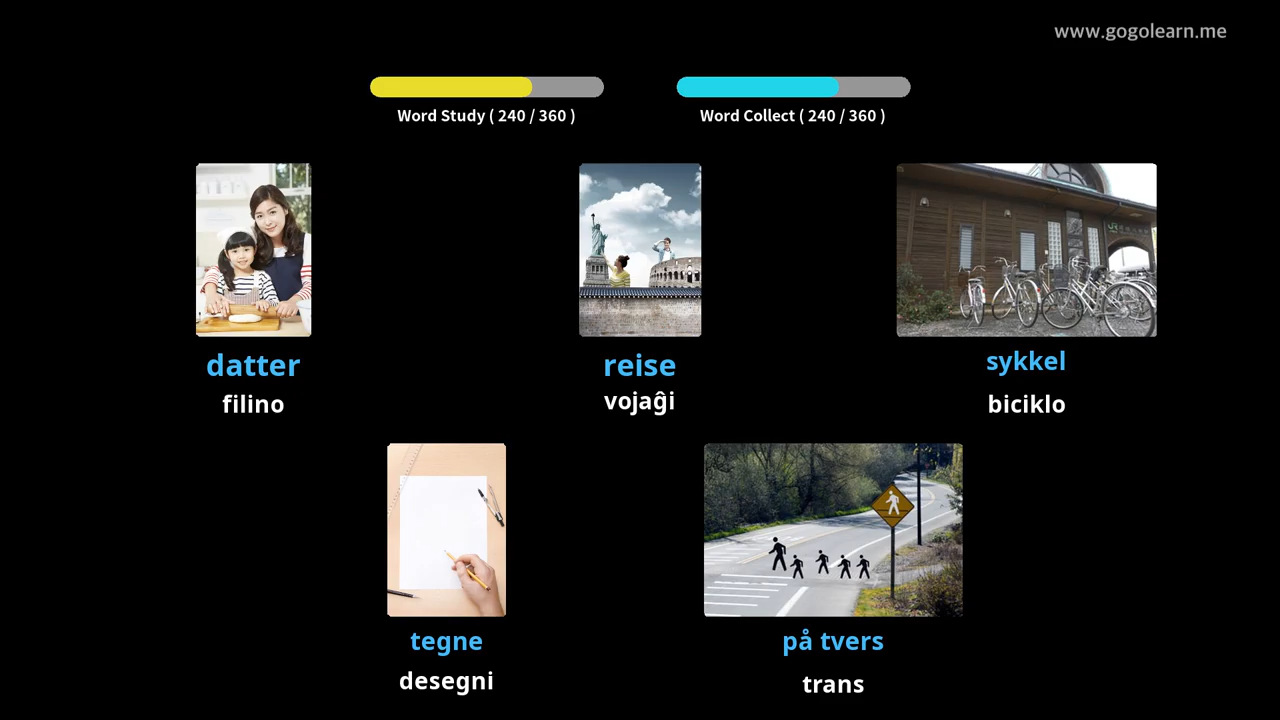 www.gogolearn.me
Word Study ( 240 / 360 )
Word Collect ( 240 / 360 )
datter
filino
reise
vojaĝi
sykkel
biciklo
tegne
desegni
på tvers
trans